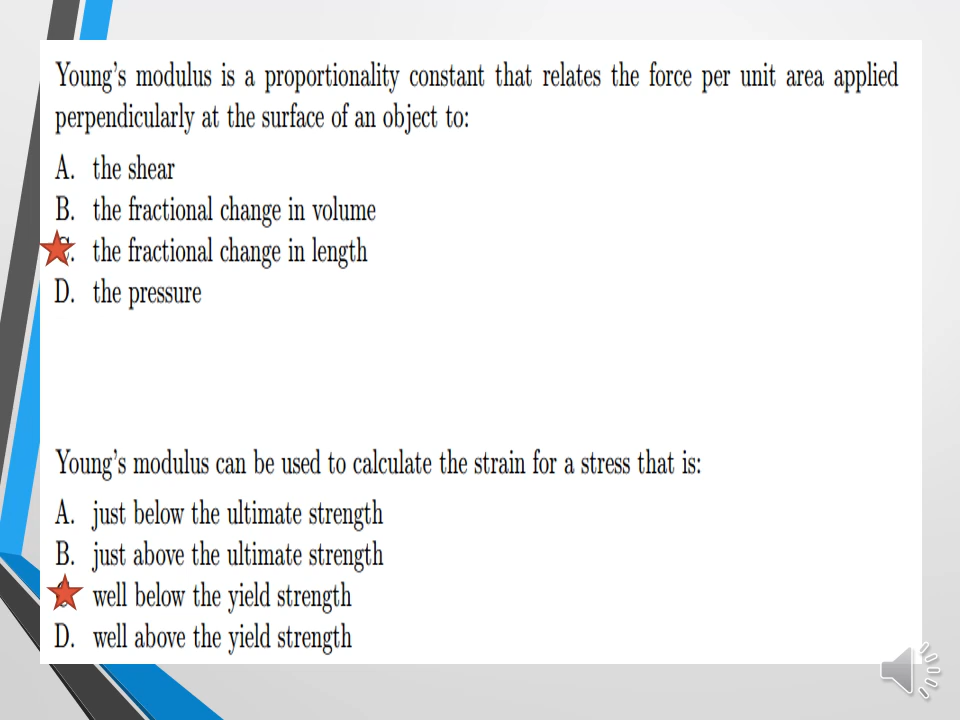 Young's modulus is a proportionality constant that relates the force per unit area applied
perpendicularly at the surface of an object to:
A. the shear
B. the fractional change in volume
C. the fractional change in length
D. the pressure
Young's modulus can be used to calculate the strain for a stress that is:
A. just below the ultimate strength
B. just above the ultimate strength
C well below the yield strength
D. well above the yield strength